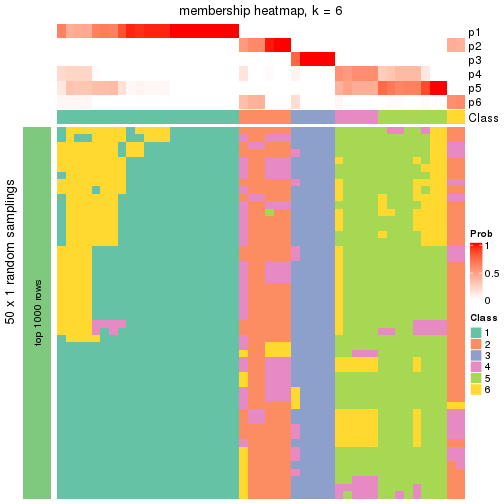 membership heatmap, k = 6
p1
p2
p3
p4
p5
p6
Class
50 x 1 random samplings
top 1000 rows
Prob
1
0.5
0
Class
1
2
3
4
5
6